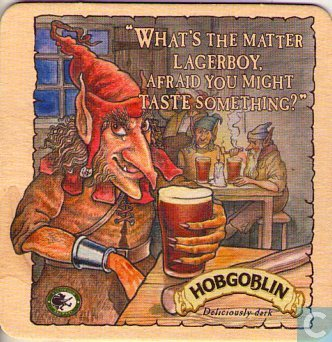 "WHAT'S THE MATTER
LAGERBOY,
AFRAID YOU MIGHT
TASTE SOMETHING?"
HOBGOBLIN
Deliciously dark